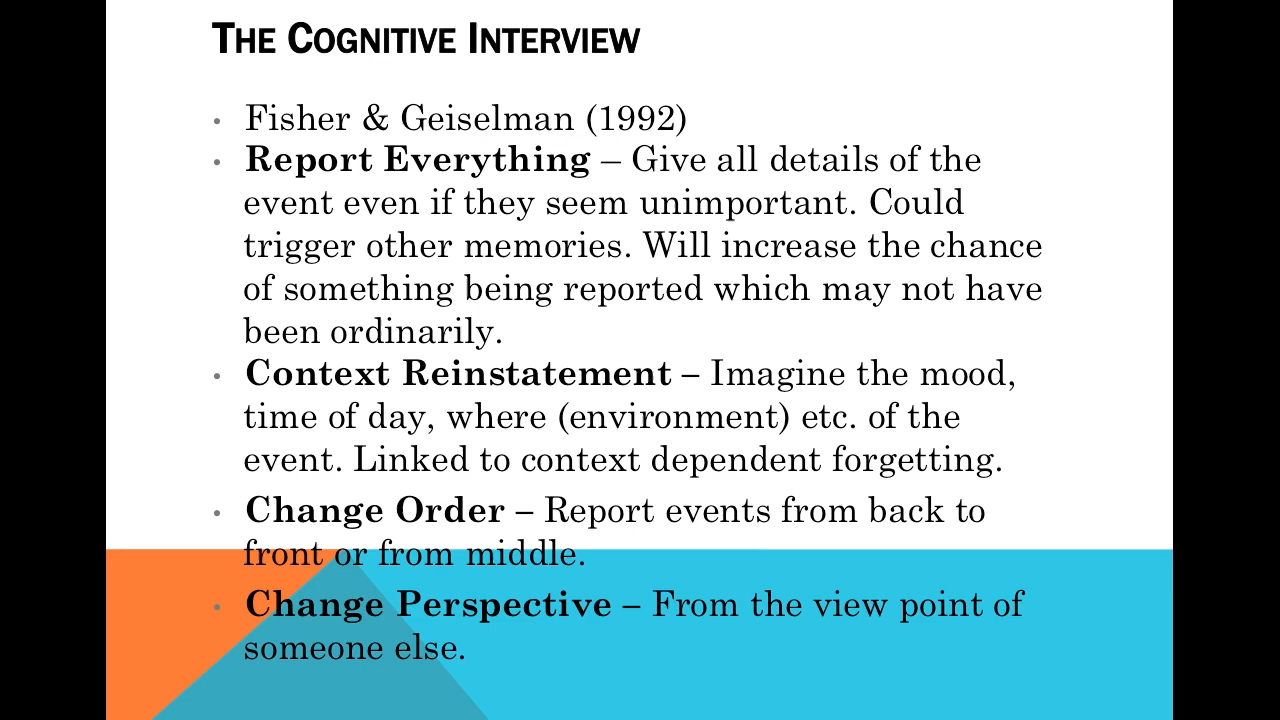 THE COGNITIVE INTERVIEW
• Fisher & Geiselman (1992)
• Report Everything – Give all details of the
event even if they seem unimportant. Could
trigger other memories. Will increase the chance
of something being reported which may not have
been ordinarily.
• Context Reinstatement – Imagine the mood,
time of day, where (environment) etc. of the
event. Linked to context dependent forgetting.
• Change Order – Report events from back to
front or from middle.
• Change Perspective – From the view point of
someone else.